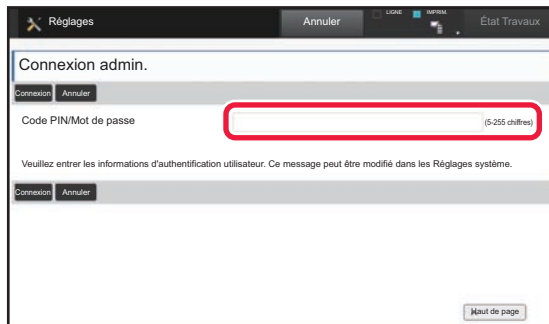 Réglages Annuler LIGNE IMPRIM. État Travaux
Connexion admin.
Connexion Annuler
Code PIN/Mot de passe (5-255 chiffres)
Veuillez entrer les informations d'authentification utilisateur. Ce message peut être modifié dans les Réglages système.
Connexion Annuler
Haut de page